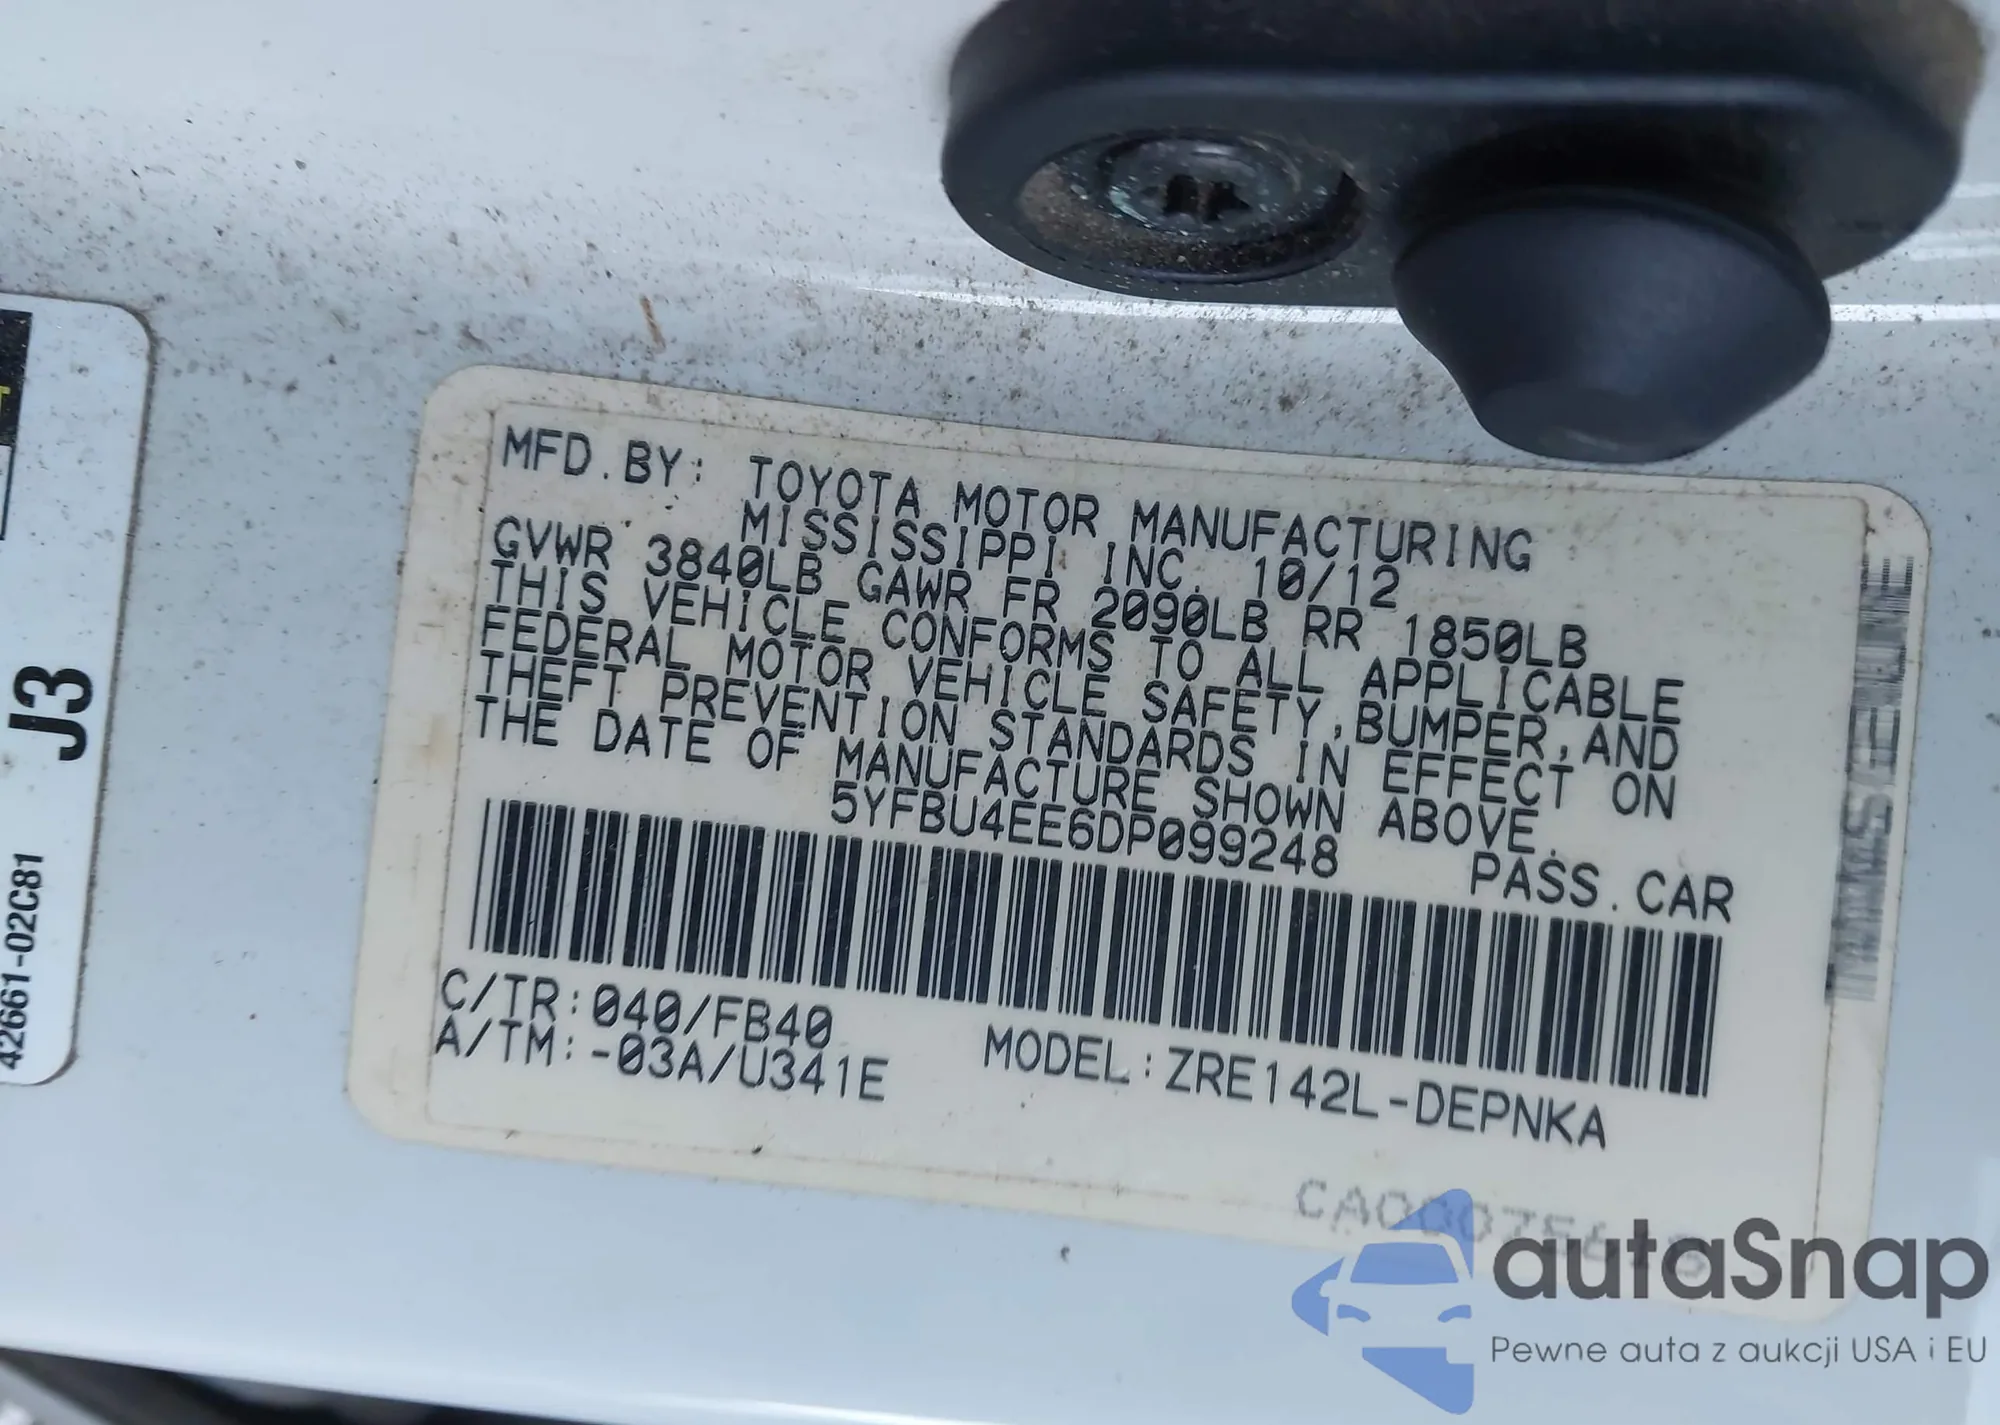 MFD.BY: TOYOTA MOTOR MANUFACTURING
MISSISSIPPI INC. 10/12
GVWR 3840LB GAWR FR 2090LB RR 1850LB
THIS VEHICLE CONFORMS TO ALL APPLICABLE
FEDERAL MOTOR VEHICLE SAFETY,BUMPER,AND
THEFT PREVENTION STANDARDS IN EFFECT ON
THE DATE OF MANUFACTURE SHOWN ABOVE.
5YFBU4EE6DP099248 PASS.CAR
C/TR:040/FB40
A/TM:-03A/U341E MODEL:ZRE142L-DEPNKA
J3
42661-02C81
autaSnap
Pewne auta z aukcji USA i EU